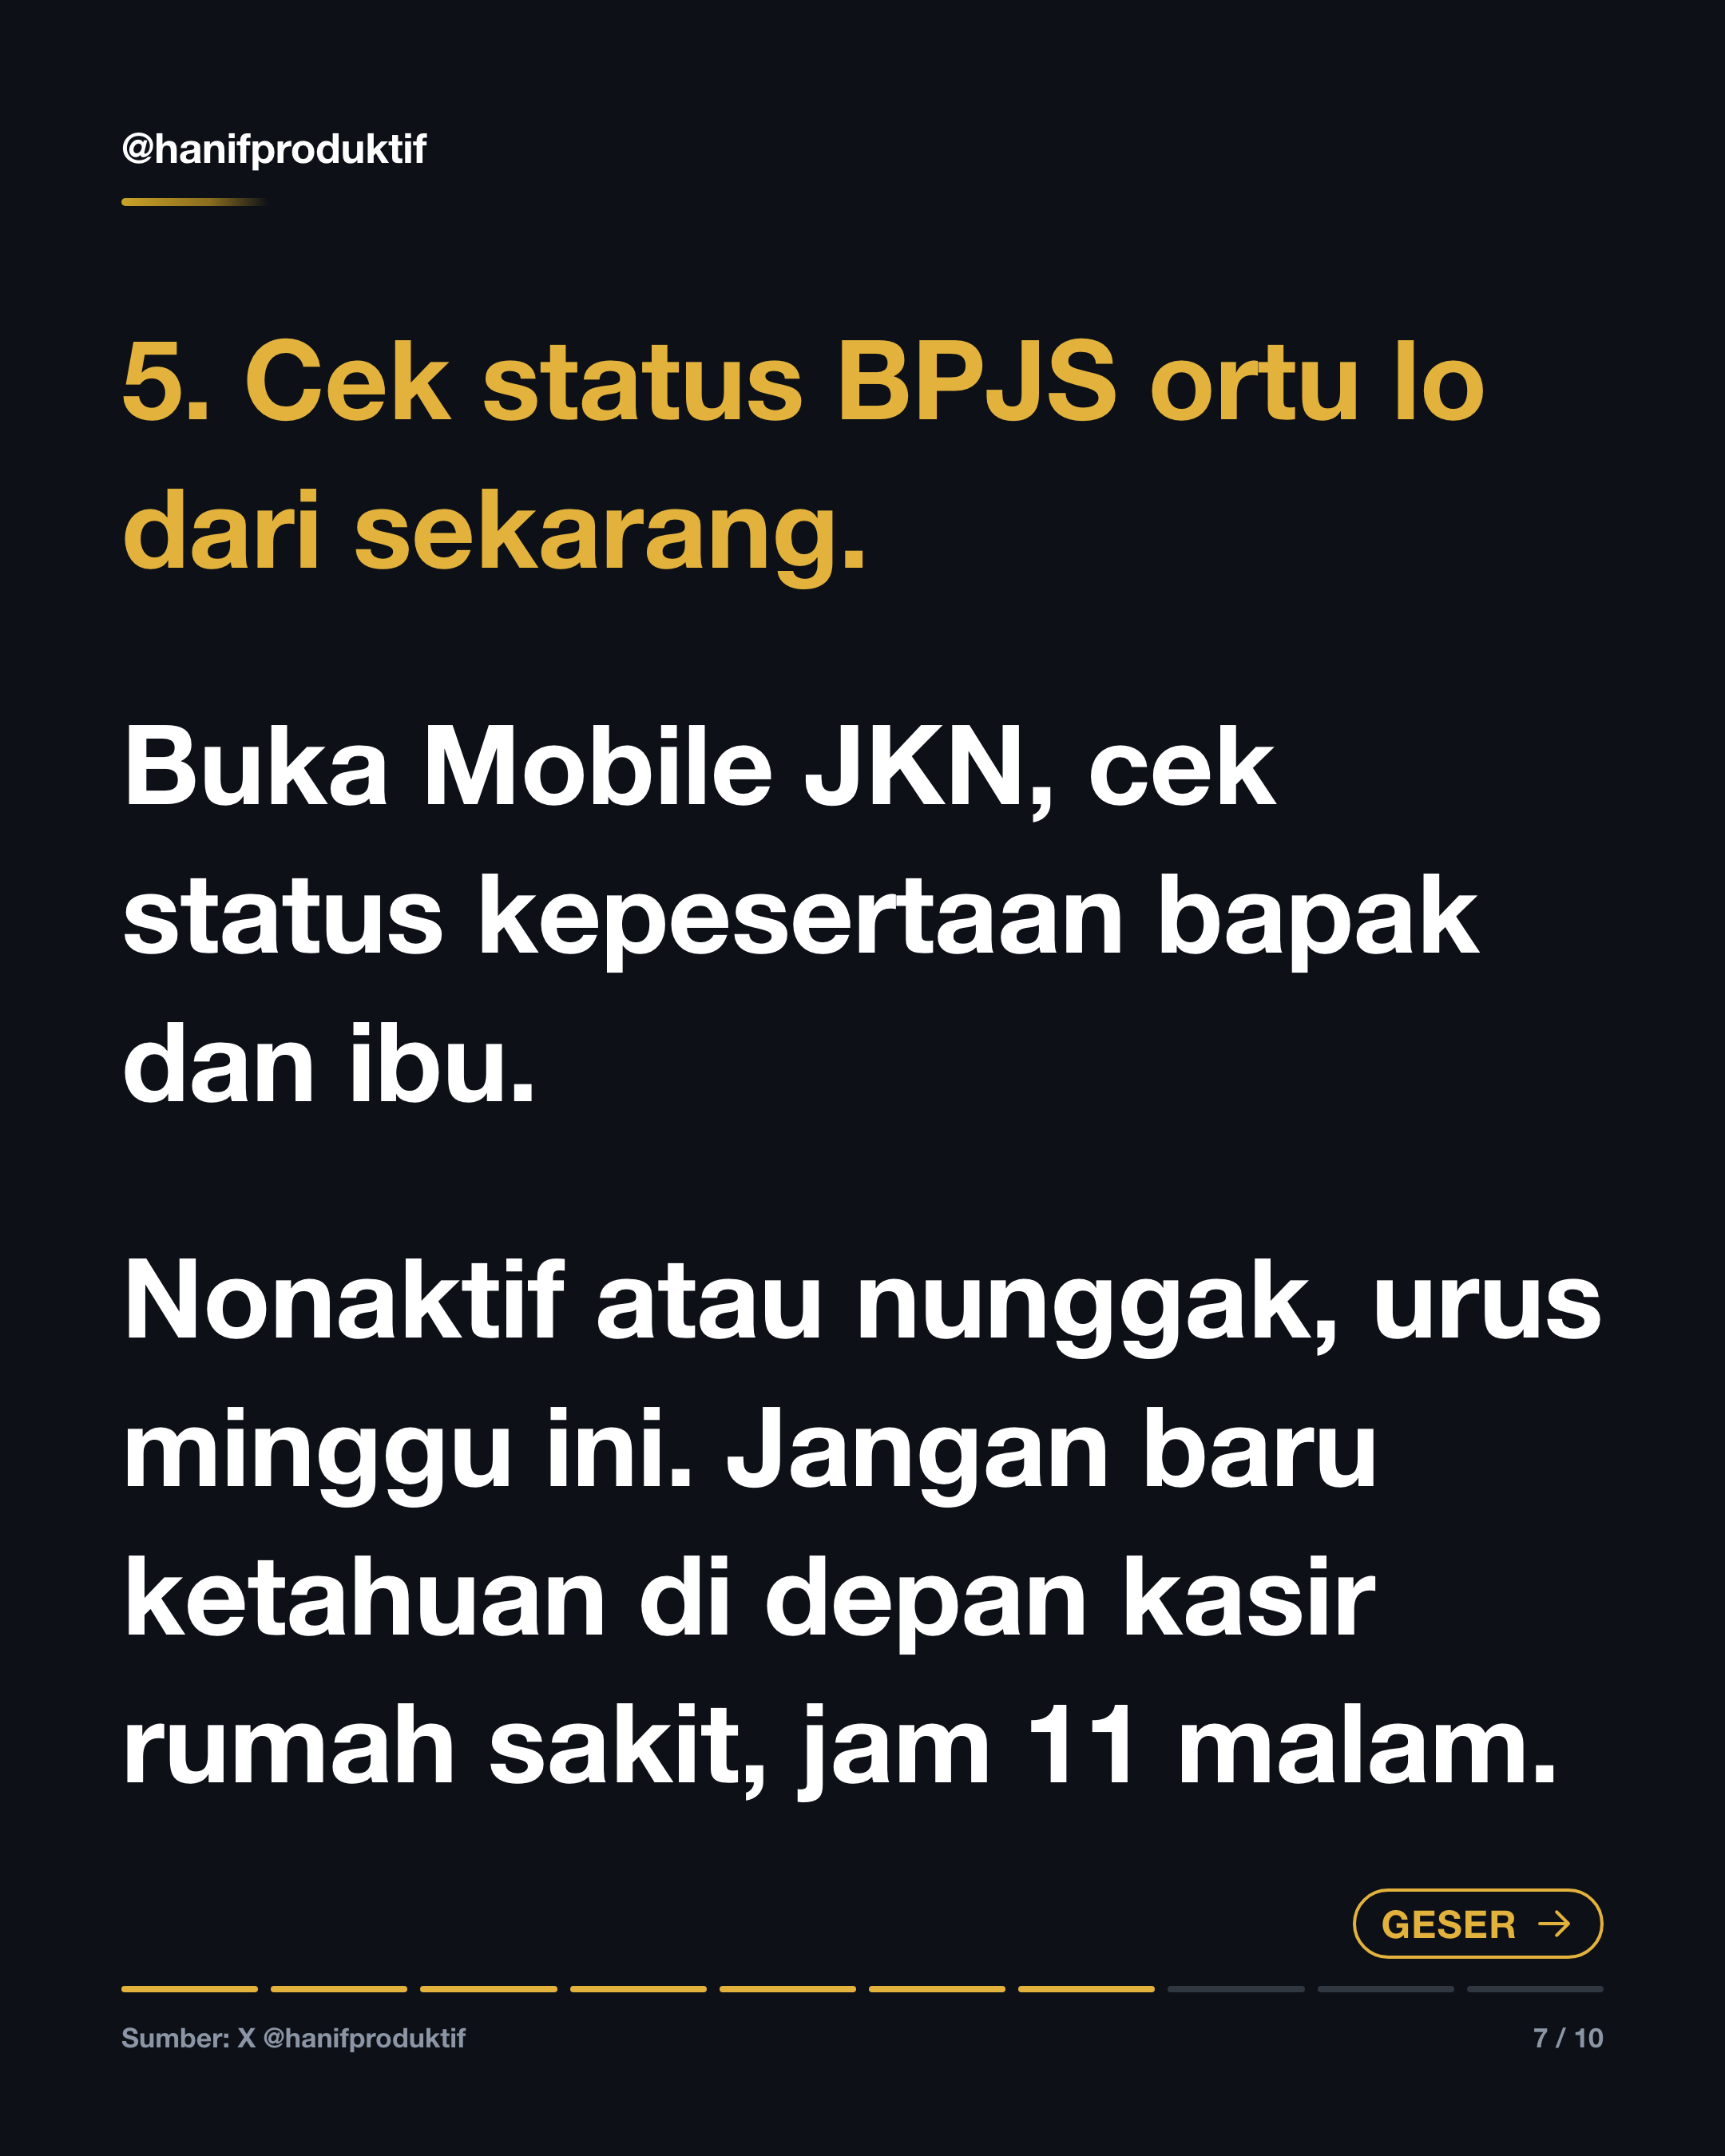 @hanifproduktif
5. Cek status BPJS ortu lo
dari sekarang.
Buka Mobile JKN, cek
status kepesertaan bapak
dan ibu.
Nonaktif atau nunggak, urus
minggu ini. Jangan baru
ketahuan di depan kasir
rumah sakit, jam 11 malam.
GESER →
Sumber: X @hanifproduktif
7 / 10